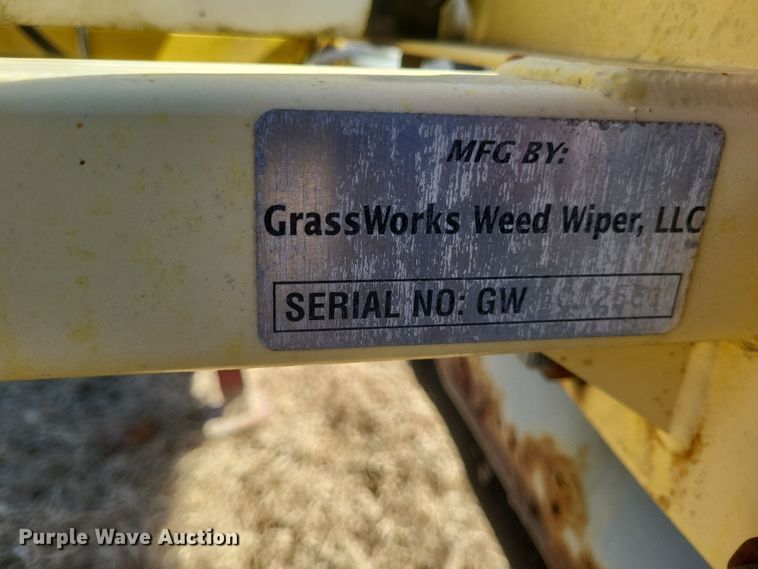 MFG BY:
GrassWorks Weed Wiper, LLC
SERIAL NO: GW
Purple Wave Auction